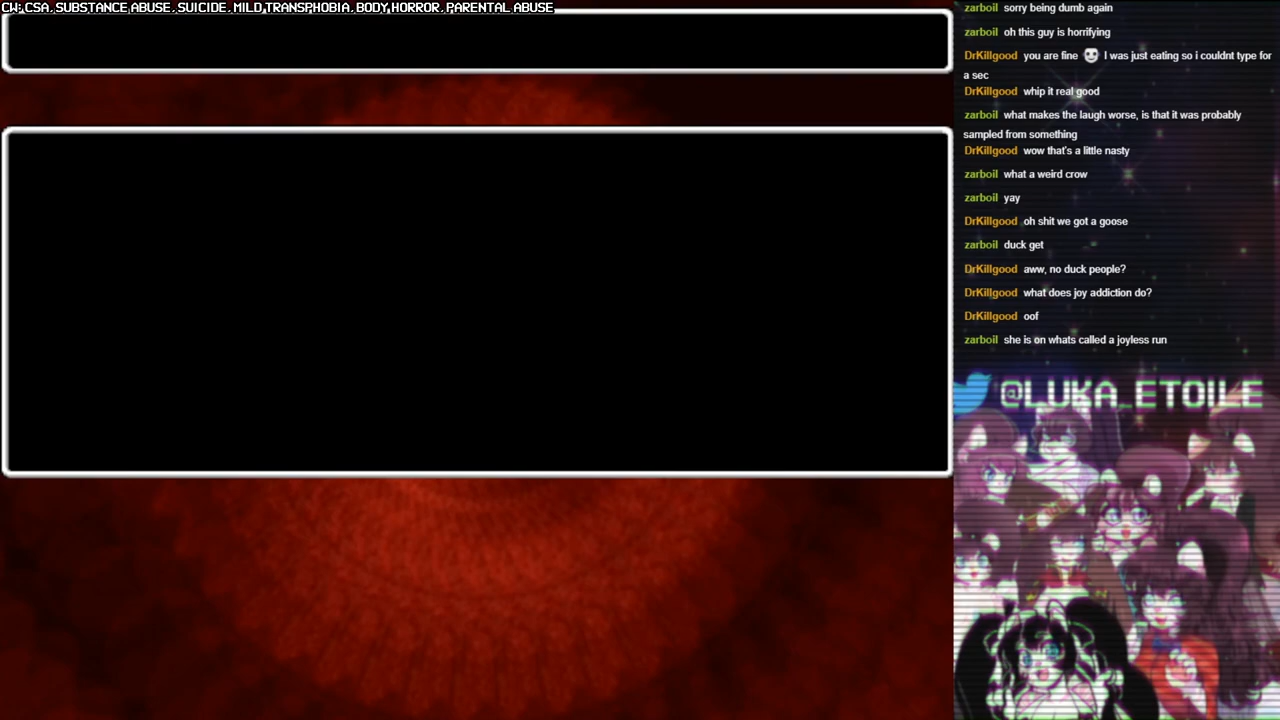 CW: CSA, SUBSTANCE ABUSE, SUICIDE, MILD TRANSPHOBIA, BODY HORROR, PARENTAL ABUSE
zarboil sorry being dumb again
zarboil oh this guy is horrifying
DrKillgood you are fine I was just eating so i couldnt type for
a sec
DrKillgood whip it real good
zarboil what makes the laugh worse, is that it was probably
sampled from something
DrKillgood wow that's a little nasty
zarboil what a weird crow
zarboil yay
DrKillgood oh shit we got a goose
zarboil duck get
DrKillgood aww, no duck people?
DrKillgood what does joy addiction do?
DrKillgood oof
zarboil she is on whats called a joyless run
@LUKA_ETOILE